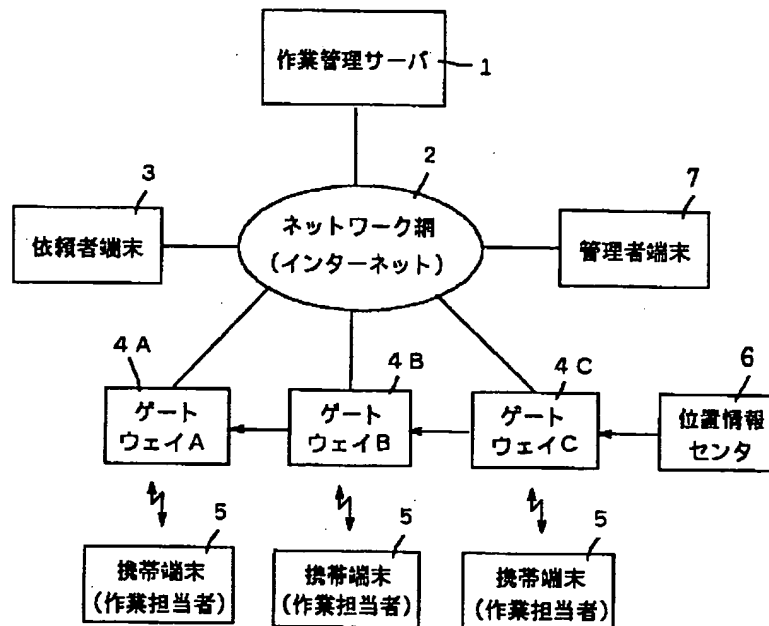 作業管理サーバ
1
2
3
7
ネットワーク網
(インターネット)
依頼者端末
管理者端末
4A
4B
4C
6
ゲート
ウェイA
ゲート
ウェイB
ゲート
ウェイC
位置情報
センタ
5
5
5
携帯端末
(作業担当者)
携帯端末
(作業担当者)
携帯端末
(作業担当者)